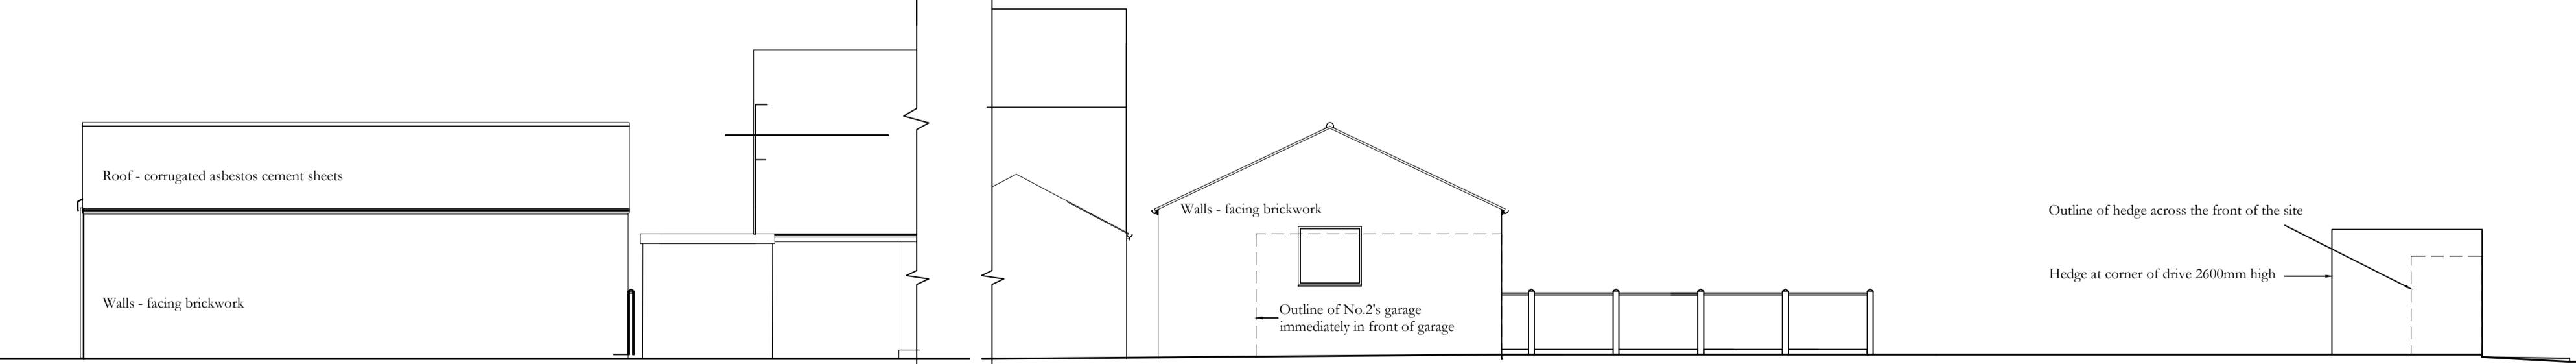 Roof - corrugated asbestos cement sheets
Walls - facing brickwork
Walls - facing brickwork
Outline of No.2's garage
immediately in front of garage
Outline of hedge across the front of the site
Hedge at corner of drive 2600mm high